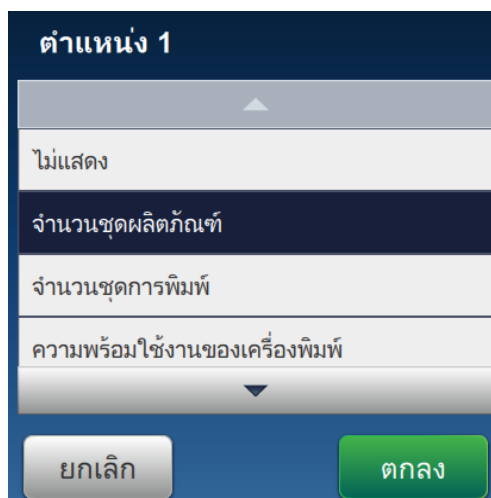 ตำแหน่ง 1
ไม่แสดง
จำนวนชุดผลิตภัณฑ์
จำนวนชุดการพิมพ์
ความพร้อมใช้งานของเครื่องพิมพ์
ยกเลิก
ตกลง